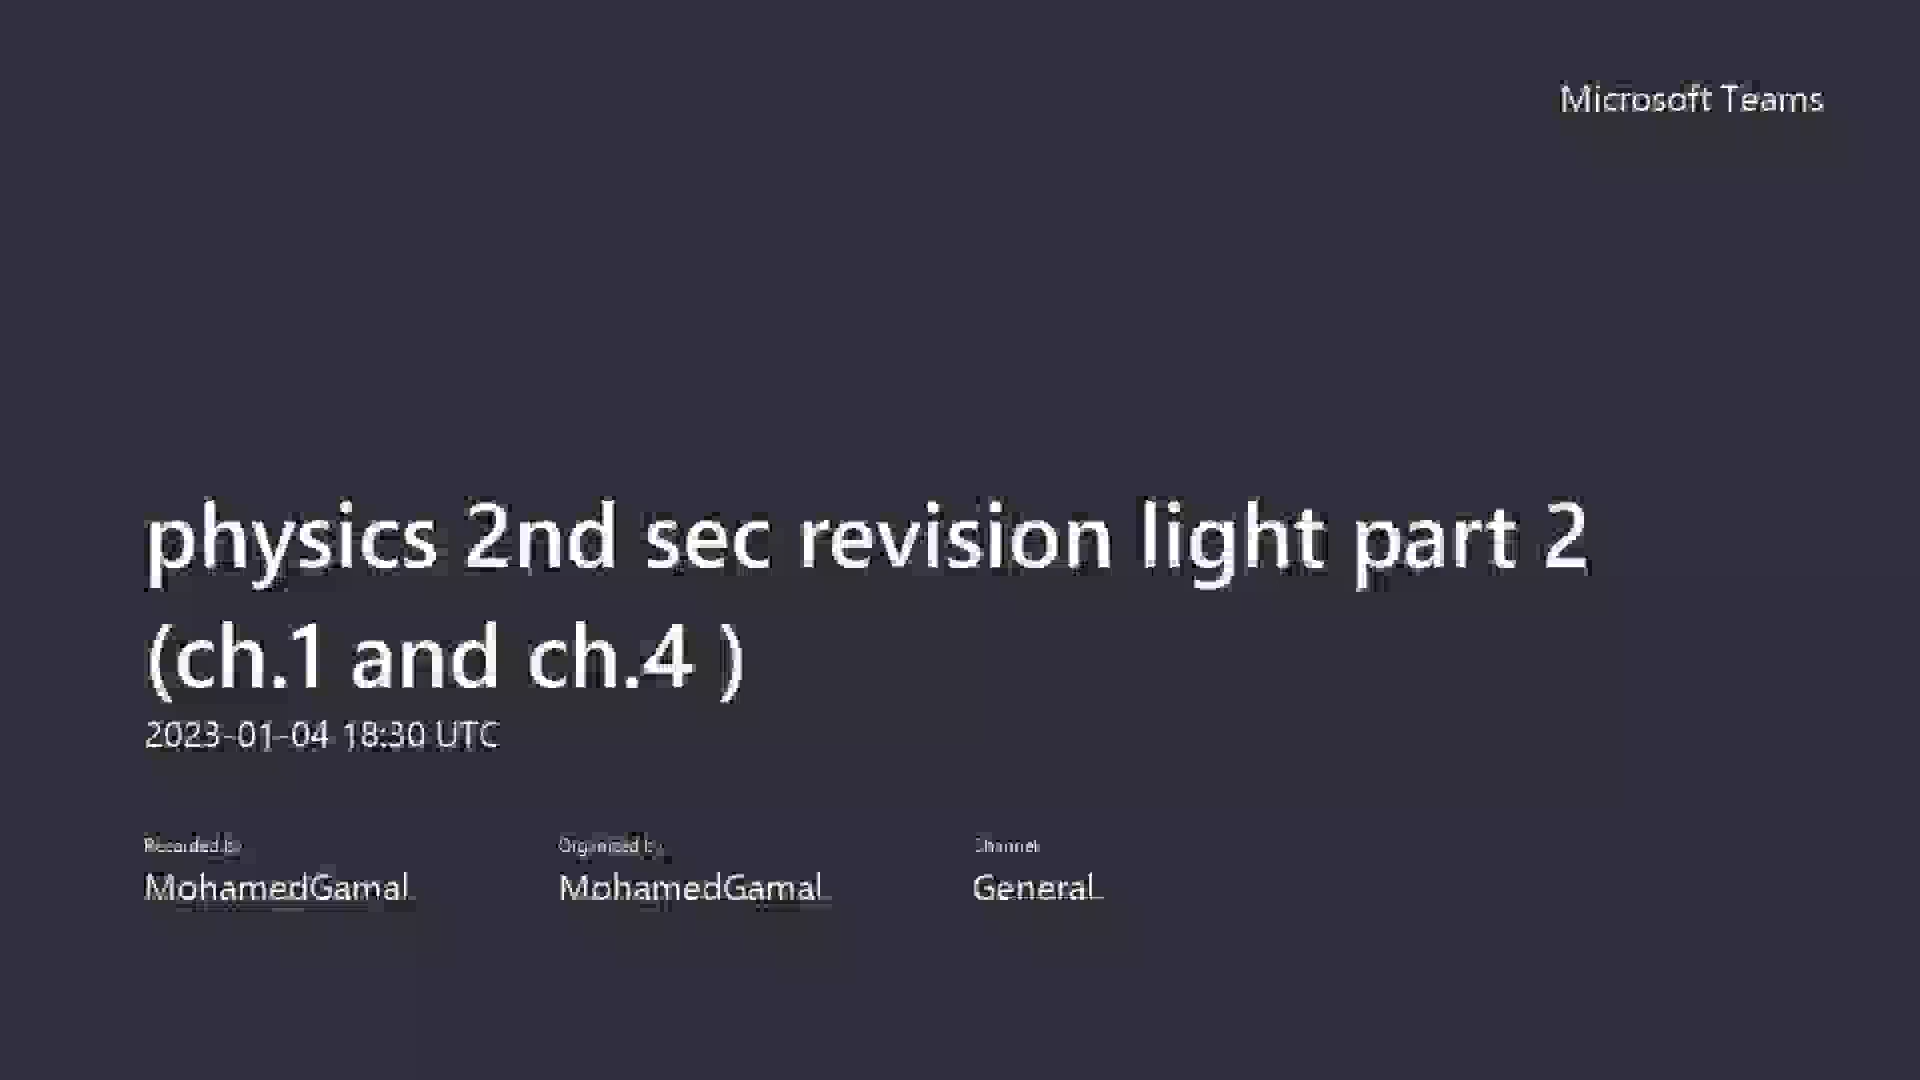 Microsoft Teams
physics 2nd sec revision light part 2
(ch.1 and ch.4 )
2023-01-04 18:30 UTC
Recorded by
Organized by
Channel
MohamedGamal
MohamedGamal
General